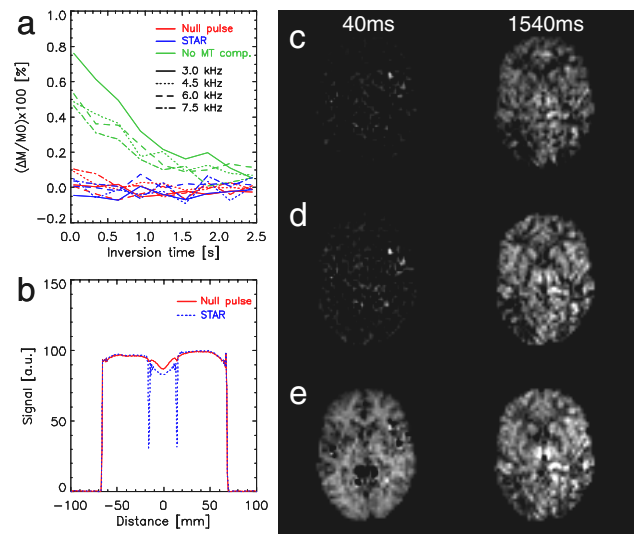 a
(ΔM/M0)×100 [%]
1.0
0.8
0.6
0.4
0.2
0.0
−0.2
Null pulse
STAR
No MT comp.
3.0 kHz
4.5 kHz
6.0 kHz
7.5 kHz
0.0 0.5 1.0 1.5 2.0 2.5
Inversion time [s]
b
Signal [a.u.]
150
100
50
0
Null pulse
STAR
−100 −50 0 50 100
Distance [mm]
40ms 1540ms
c
d
e